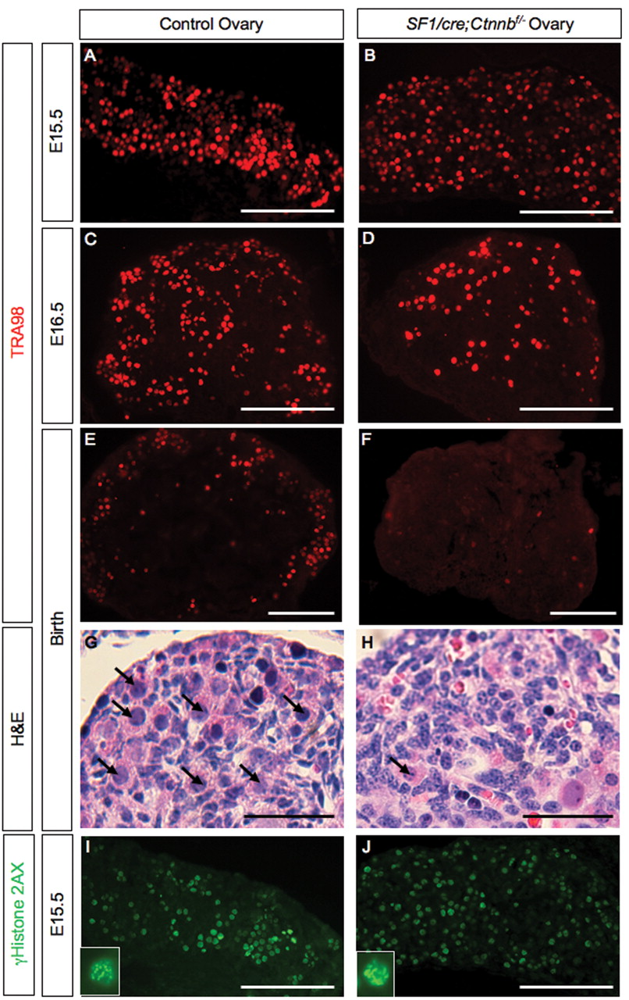 Control Ovary
SF1/cre;Ctnnbf/- Ovary
TRA98
E15.5
A
B
E16.5
C
D
Birth
E
F
H&E
G
H
γHistone 2AX
E15.5
I
J